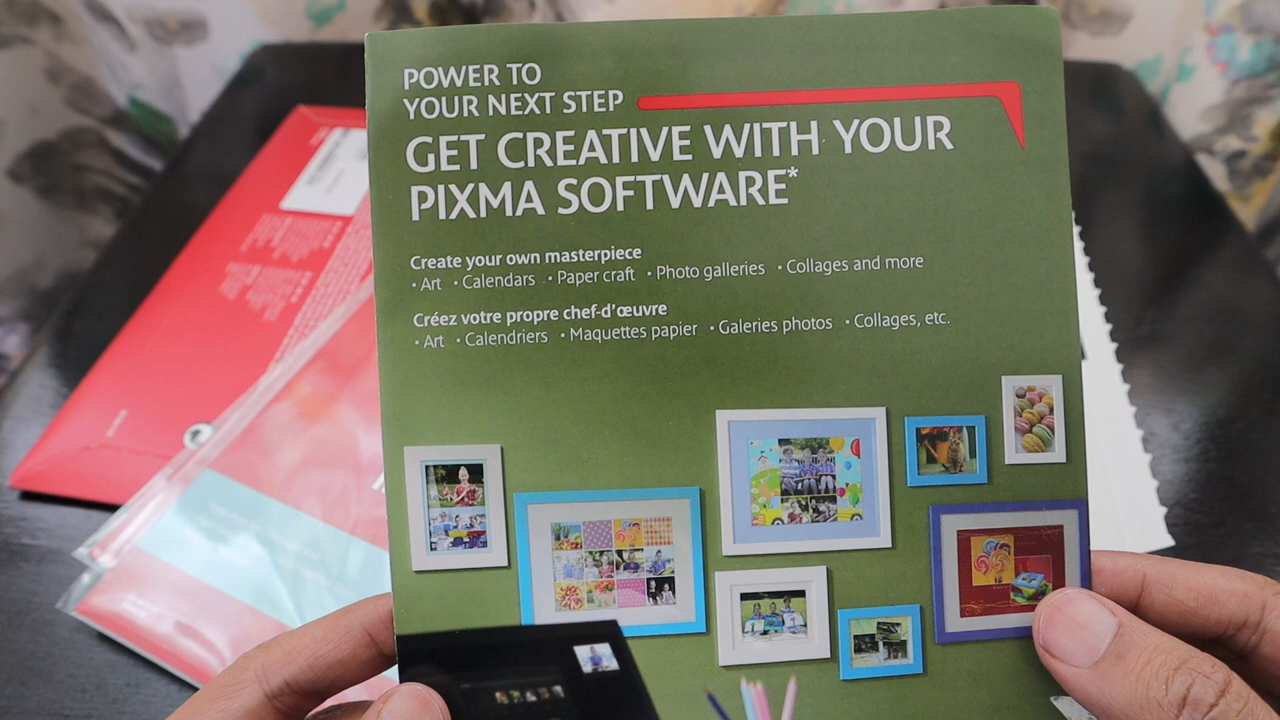 POWER TO
YOUR NEXT STEP
GET CREATIVE WITH YOUR
PIXMA SOFTWARE*
Create your own masterpiece
• Art • Calendars • Paper craft • Photo galleries • Collages and more
Créez votre propre chef-d'œuvre
• Art • Calendriers • Maquettes papier • Galeries photos • Collages, etc.